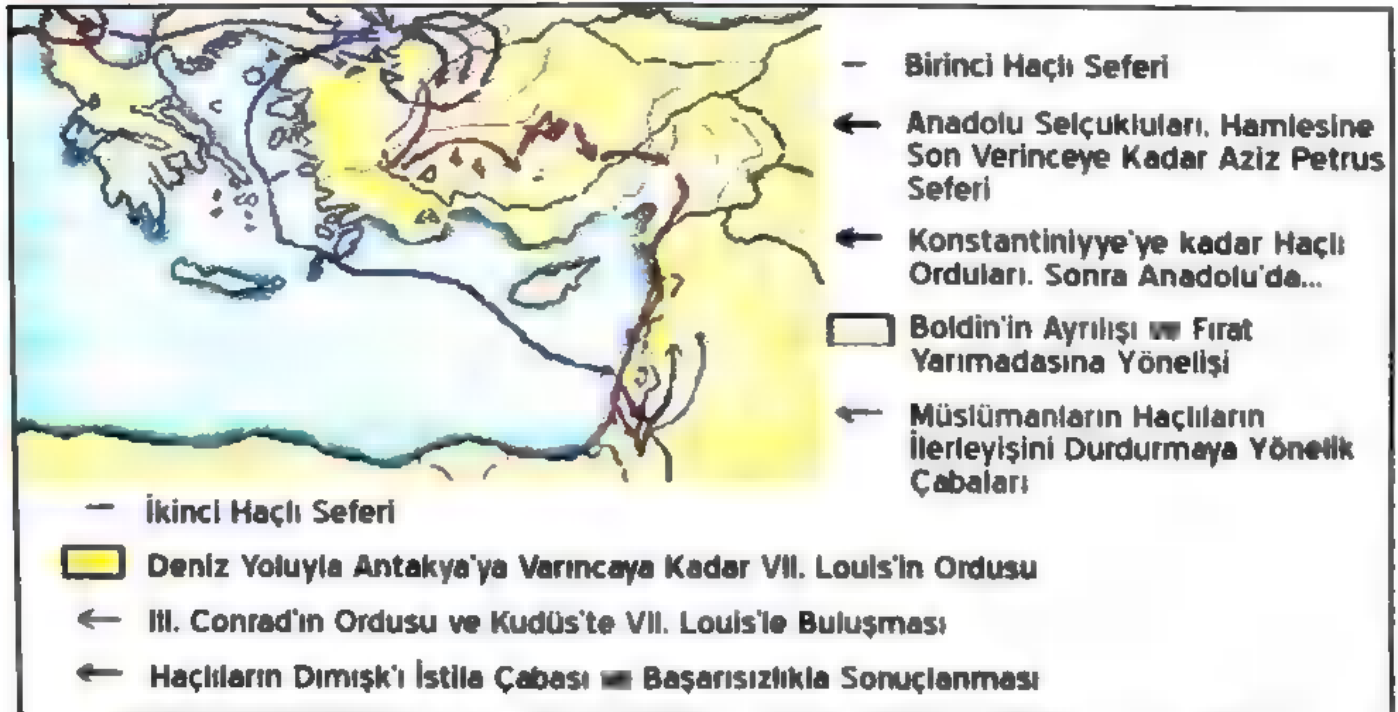 Birinci Haçlı Seferi
Anadolu Selçukluları, Hamlesine
Son Verinceye Kadar Aziz Petrus
Seferi
Konstantiniyye'ye kadar Haçlı
Orduları. Sonra Anadolu'da...
Boldin'in Ayrılışı ve Fırat
Yarımadasına Yönelişi
Müslümanların Haçlıların
İlerleyişini Durdurmaya Yönelik
Çabaları
İkinci Haçlı Seferi
Deniz Yoluyla Antakya'ya Varıncaya Kadar VII. Louis'in Ordusu
III. Conrad'ın Ordusu ve Kudüs'te VII. Louis'le Buluşması
Haçlıların Dımışk'ı İstila Çabası ve Başarısızlıkla Sonuçlanması